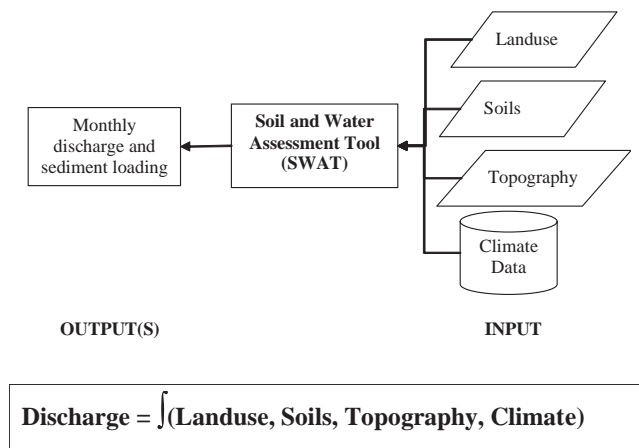 Landuse
Soils
Topography
Climate
Data
Soil and Water
Assessment Tool
(SWAT)
Monthly
discharge and
sediment loading
OUTPUT(S)
INPUT
Discharge = ∫(Landuse, Soils, Topography, Climate)